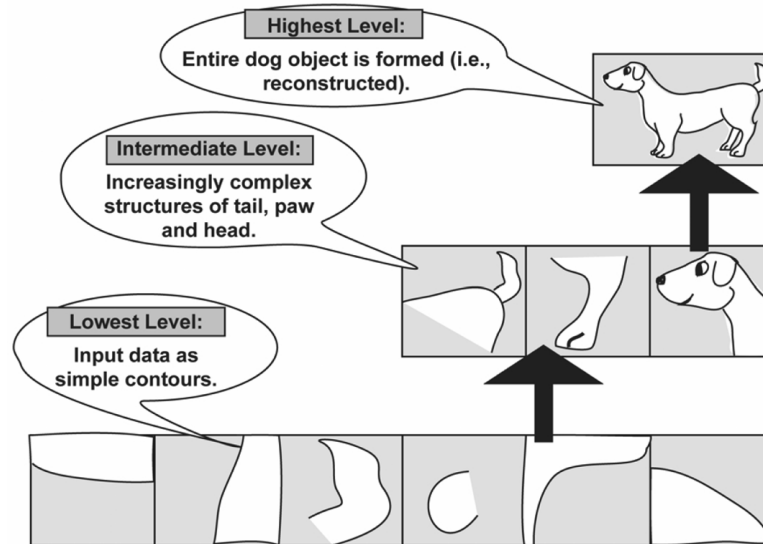 Highest Level:
Entire dog object is formed (i.e.,
reconstructed).
Intermediate Level:
Increasingly complex
structures of tail, paw
and head.
Lowest Level:
Input data as
simple contours.